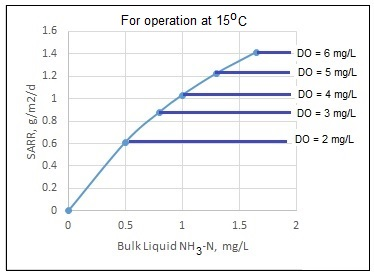 For operation at 15⁰C
1.6
1.4
1.2
1
0.8
0.6
0.4
0.2
0
SARR, g/m2/d
DO = 6 mg/L
DO = 5 mg/L
DO = 4 mg/L
DO = 3 mg/L
DO = 2 mg/L
0 0.5 1 1.5 2
Bulk Liquid NH₃-N, mg/L